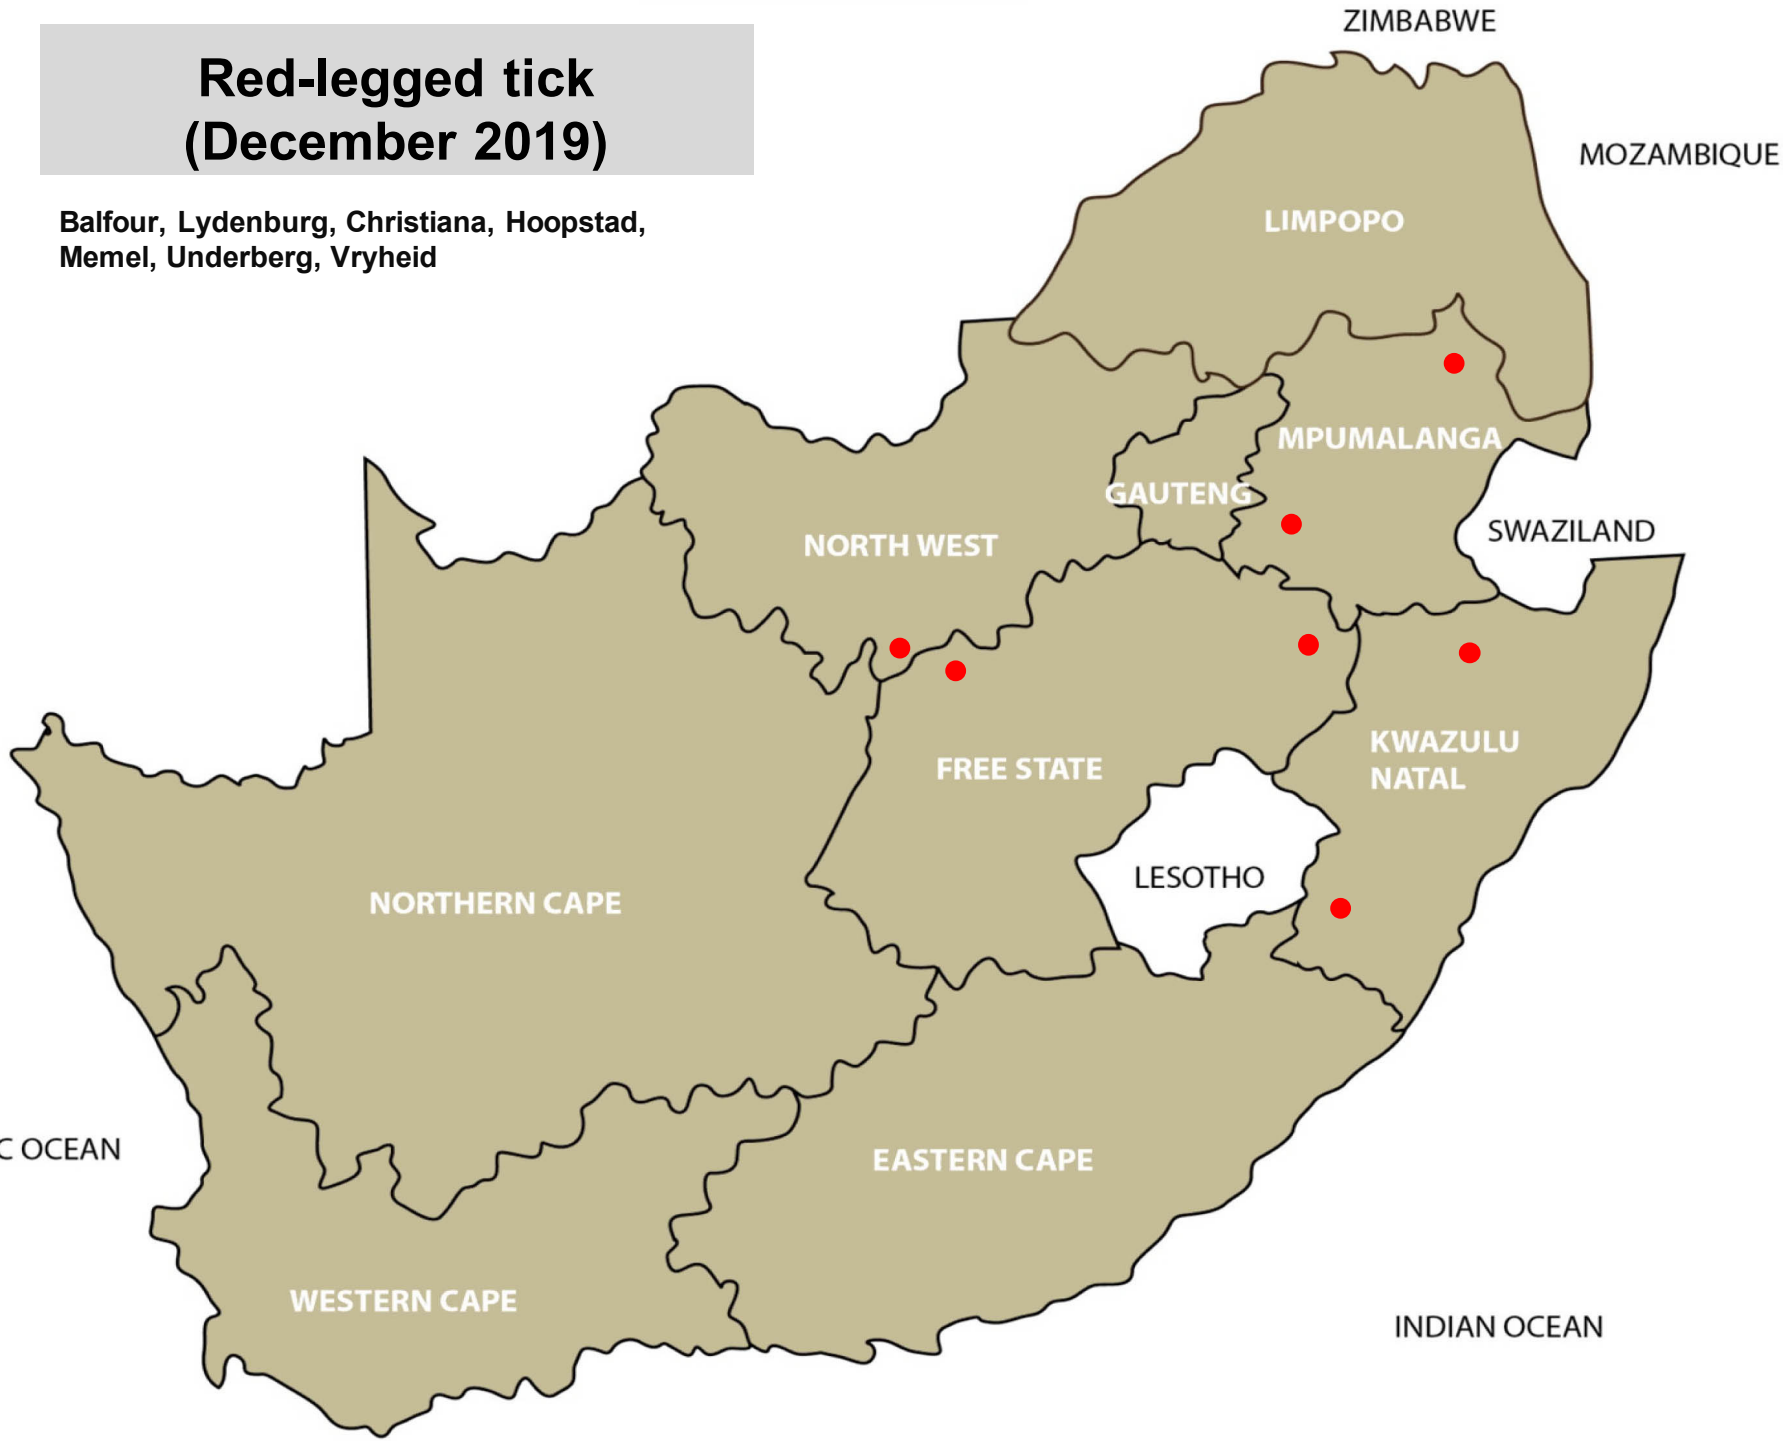 Red-legged tick
(December 2019)
Balfour, Lydenburg, Christiana, Hoopstad,
Memel, Underberg, Vryheid
ZIMBABWE
MOZAMBIQUE
LIMPOPO
MPUMALANGA
GAUTENG
NORTH WEST
SWAZILAND
KWAZULU
NATAL
FREE STATE
LESOTHO
NORTHERN CAPE
C OCEAN
EASTERN CAPE
WESTERN CAPE
INDIAN OCEAN